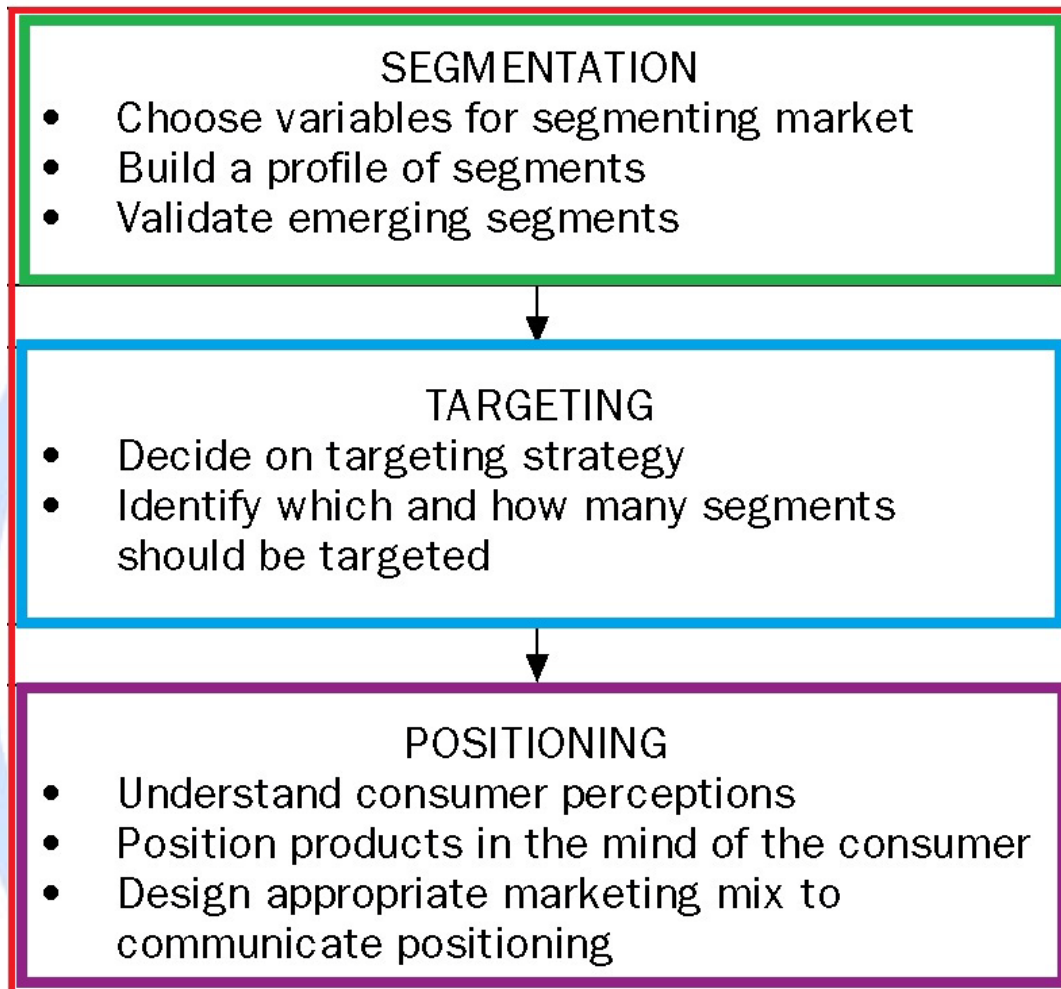 SEGMENTATION
• Choose variables for segmenting market
• Build a profile of segments
• Validate emerging segments
TARGETING
• Decide on targeting strategy
• Identify which and how many segments
should be targeted
POSITIONING
• Understand consumer perceptions
• Position products in the mind of the consumer
• Design appropriate marketing mix to
communicate positioning